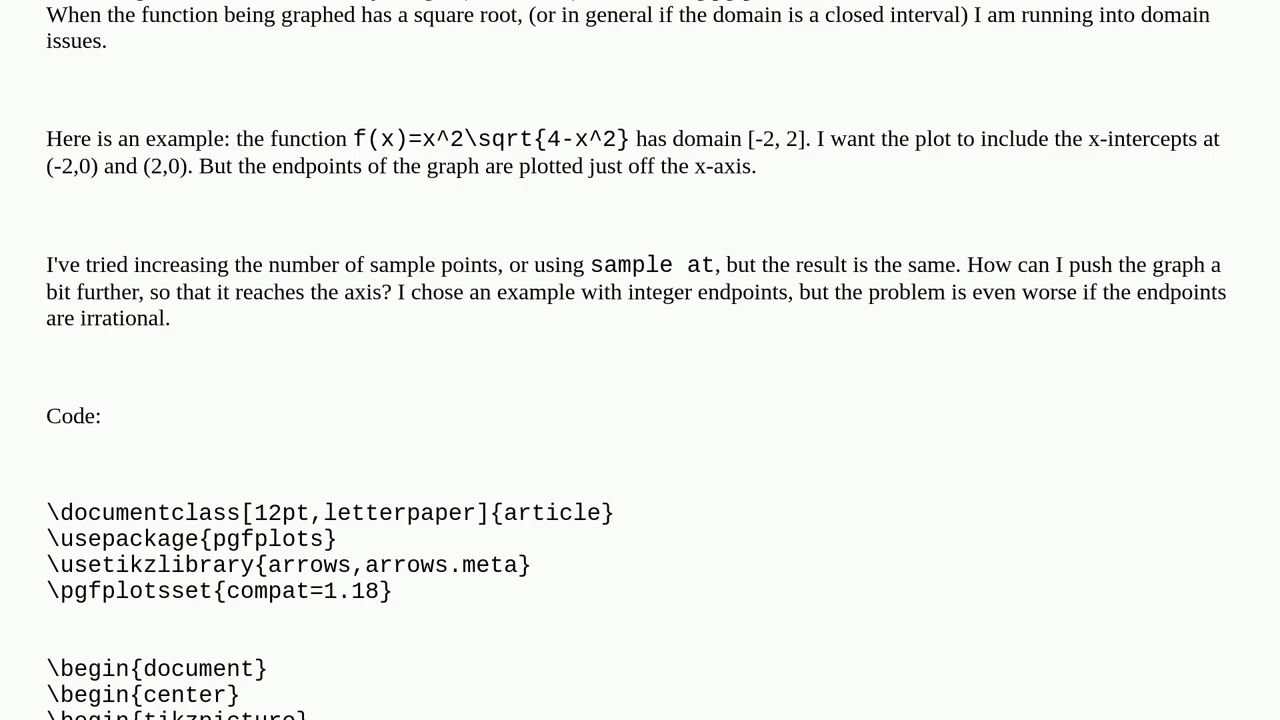 When the function being graphed has a square root, (or in general if the domain is a closed interval) I am running into domain
issues.
Here is an example: the function f(x)=x^2\sqrt{4-x^2} has domain [-2, 2]. I want the plot to include the x-intercepts at
(-2,0) and (2,0). But the endpoints of the graph are plotted just off the x-axis.
I've tried increasing the number of sample points, or using sample at, but the result is the same. How can I push the graph a
bit further, so that it reaches the axis? I chose an example with integer endpoints, but the problem is even worse if the endpoints
are irrational.
Code:
\documentclass[12pt,letterpaper]{article}
\usepackage{pgfplots}
\usetikzlibrary{arrows,arrows.meta}
\pgfplotsset{compat=1.18}
\begin{document}
\begin{center}
\begin{tikzpicture}